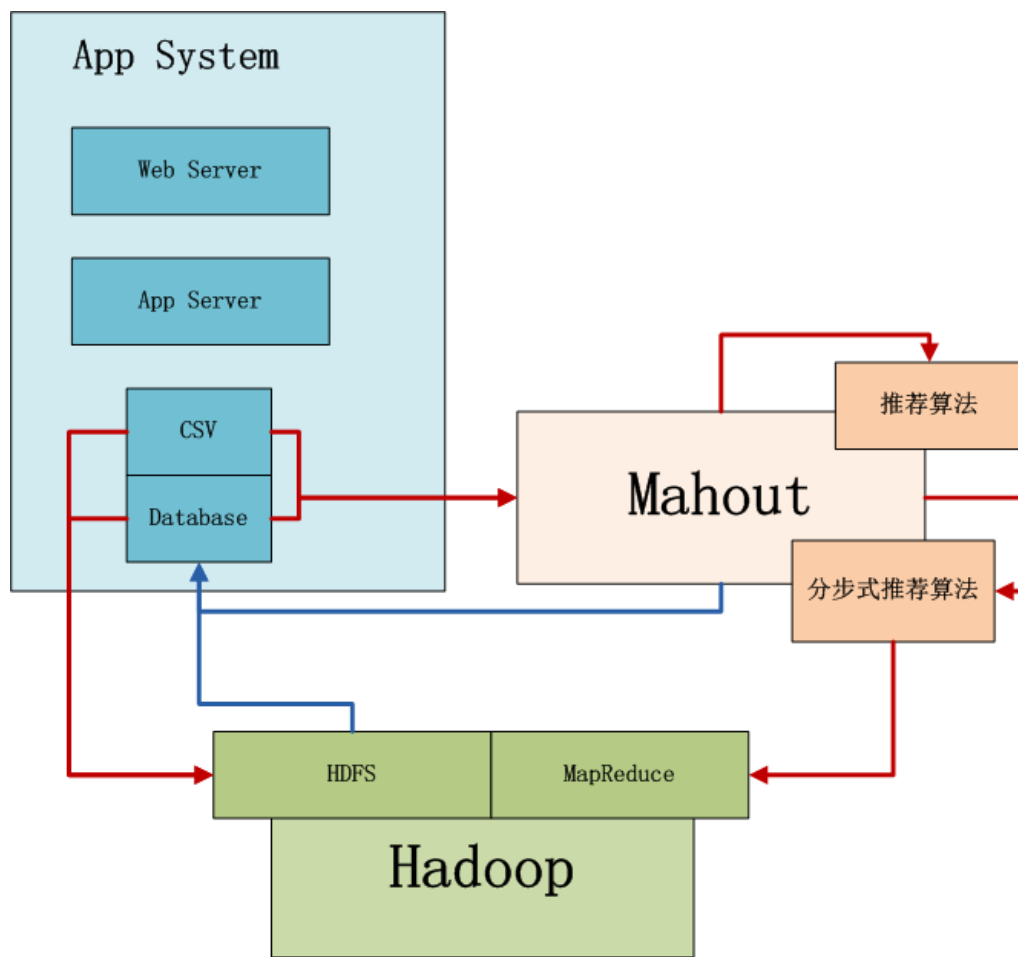 App System
Web Server
App Server
CSV
Database
推荐算法
Mahout
分步式推荐算法
HDFS
MapReduce
Hadoop